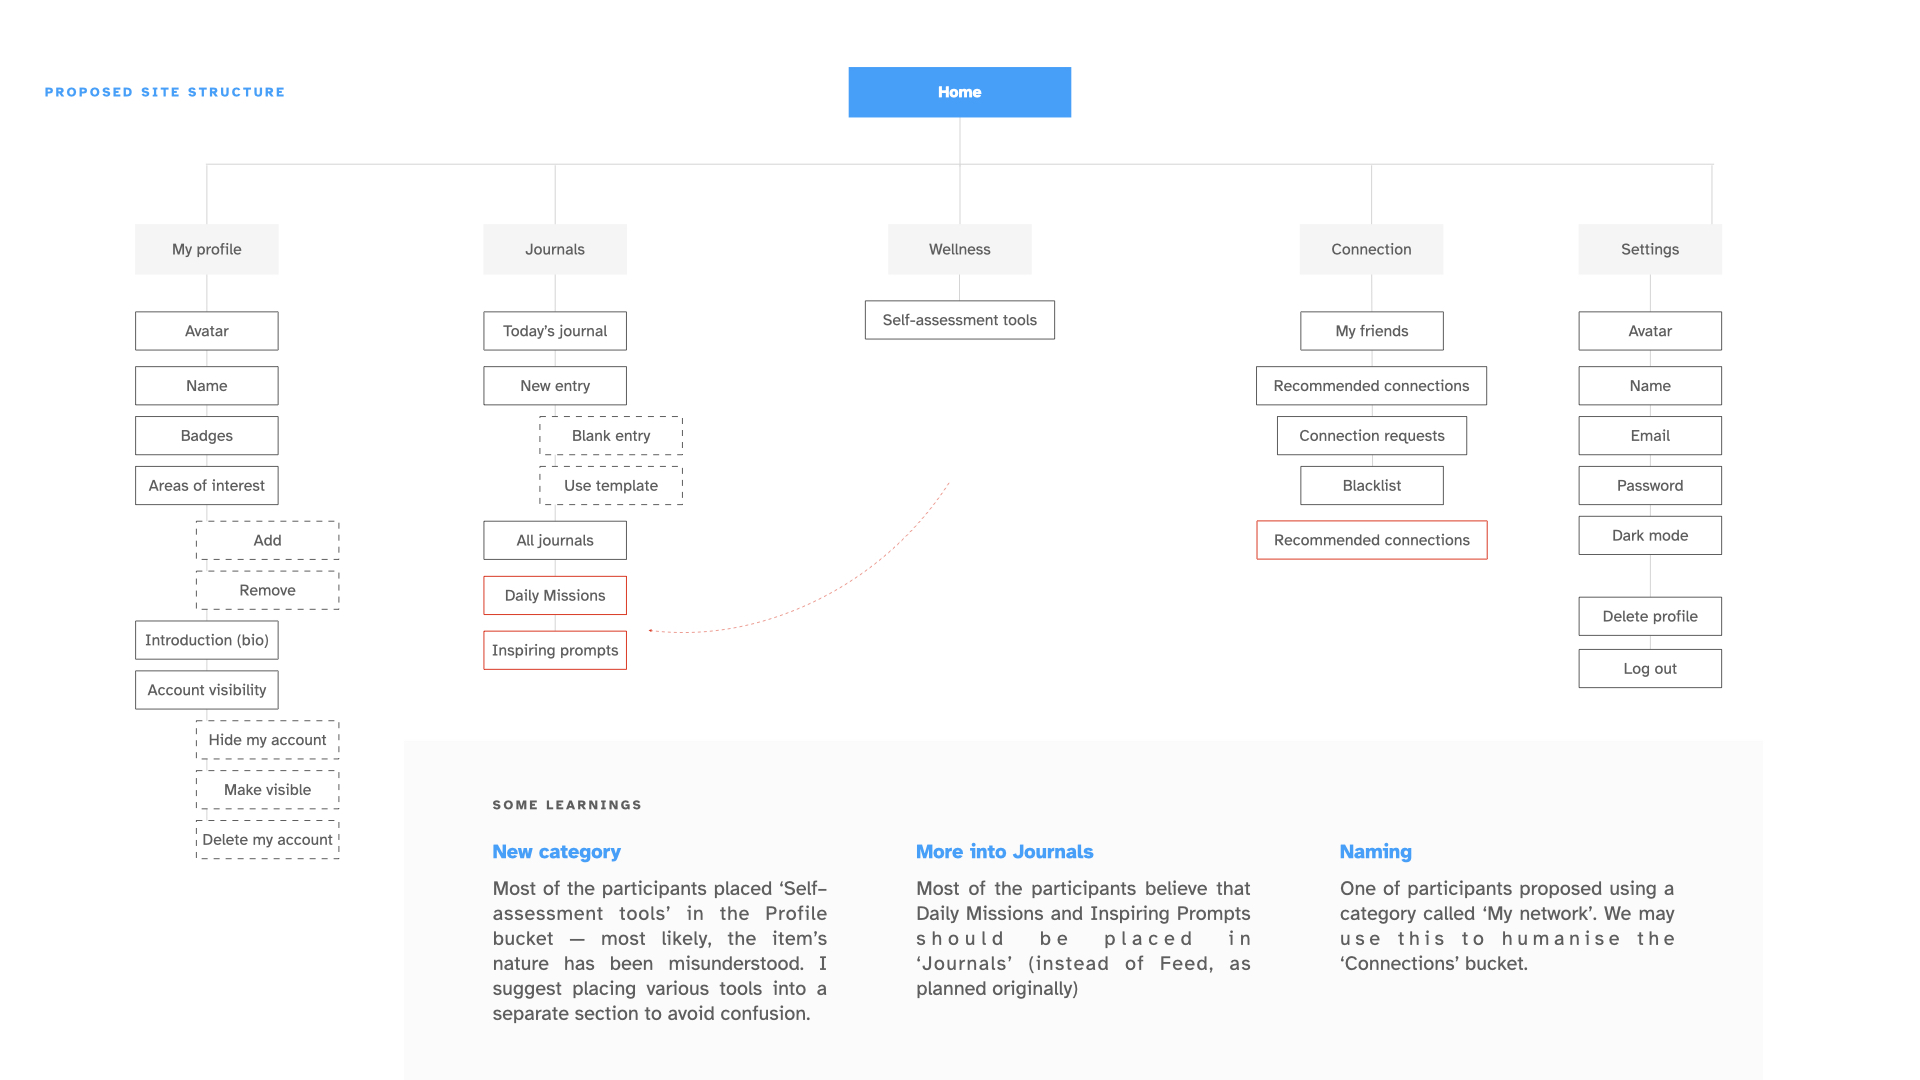 PROPOSED SITE STRUCTURE
Home
My profile
Journals
Wellness
Connection
Settings
Avatar
Name
Badges
Areas of interest
Add
Remove
Introduction (bio)
Account visibility
Hide my account
Make visible
Delete my account
Today’s journal
New entry
Blank entry
Use template
All journals
Daily Missions
Inspiring prompts
Self-assessment tools
My friends
Recommended connections
Connection requests
Blacklist
Recommended connections
Avatar
Name
Email
Password
Dark mode
Delete profile
Log out
SOME LEARNINGS
New category
Most of the participants placed ‘Self–
assessment tools’ in the Profile
bucket — most likely, the item’s
nature has been misunderstood. I
suggest placing various tools into a
separate section to avoid confusion.
More into Journals
Most of the participants believe that
Daily Missions and Inspiring Prompts
should be placed in
‘Journals’ (instead of Feed, as
planned originally)
Naming
One of participants proposed using a
category called ‘My network’. We may
use this to humanise the
‘Connections’ bucket.